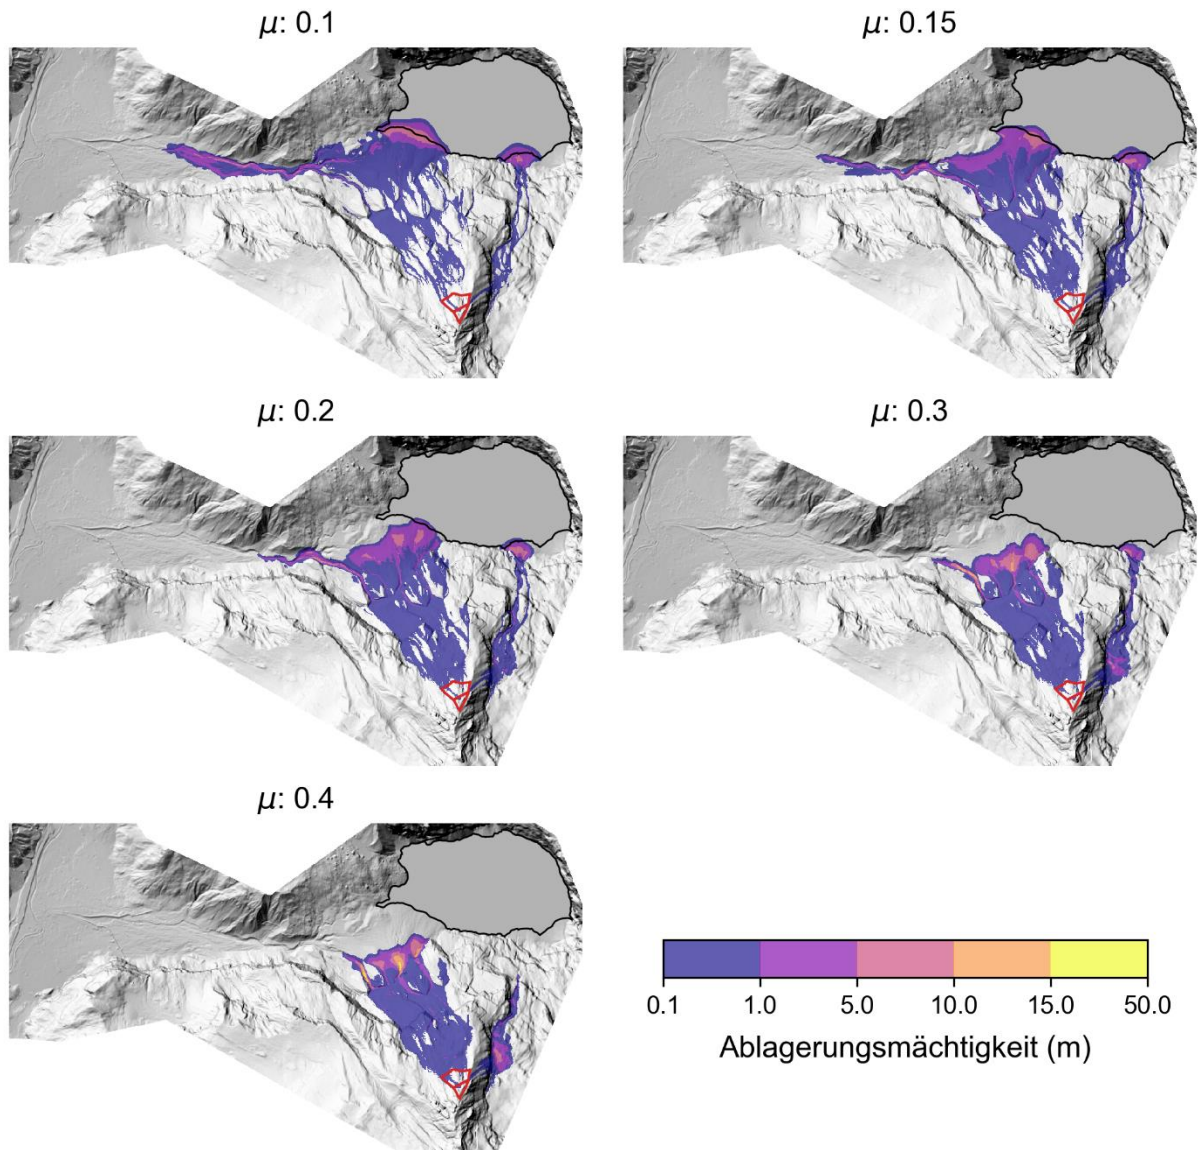 μ: 0.1
μ: 0.15
μ: 0.2
μ: 0.3
μ: 0.4
0.1 1.0 5.0 10.0 15.0 50.0
Ablagerungsmächtigkeit (m)